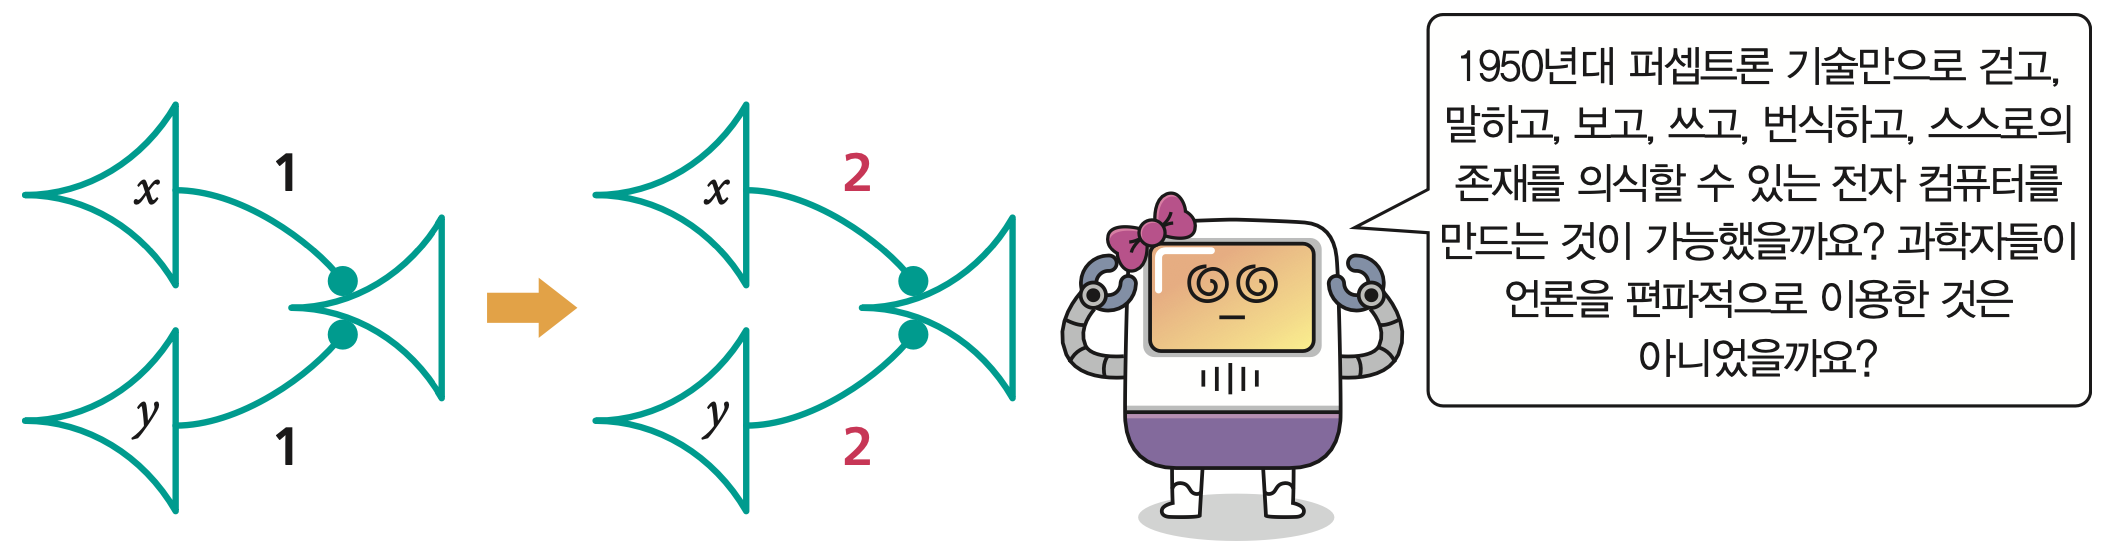 x
1
y
1
x
2
y
2
1950년대 퍼셉트론 기술만으로 걷고,
말하고, 보고, 쓰고, 번식하고, 스스로의
존재를 의식할 수 있는 전자 컴퓨터를
만드는 것이 가능했을까요? 과학자들이
언론을 편파적으로 이용한 것은
아니었을까요?